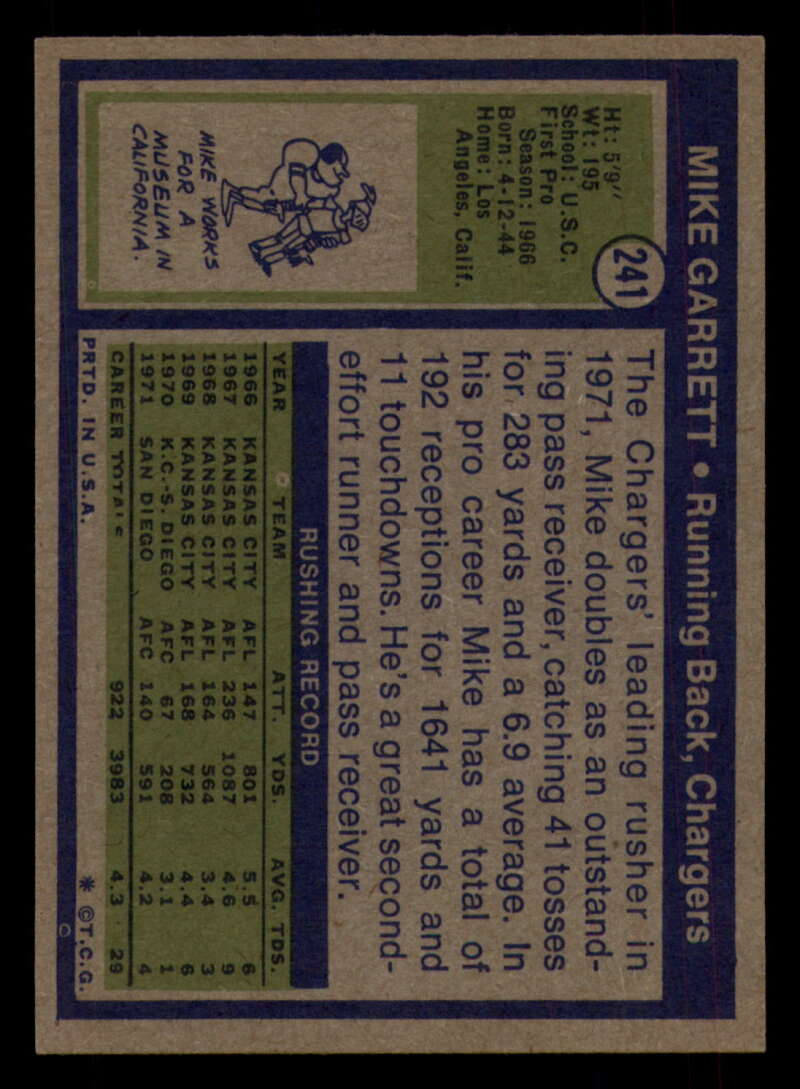 MIKE GARRETT • Running Back, Chargers
241
Ht: 5'9"
Wt: 195
School: U.S.C.
First Pro
Season: 1966
Born: 4-12-44
Home: Los
Angeles, Calif.
MIKE WORKS
FOR A
MUSEUM IN
CALIFORNIA.
The Chargers' leading rusher in
1971, Mike doubles as an outstand-
ing pass receiver, catching 41 tosses
for 283 yards and a 6.9 average. In
his pro career Mike has a total of
192 receptions for 1641 yards and
11 touchdowns. He's a great second-
effort runner and pass receiver.
RUSHING RECORD
YEAR TEAM ATT. YDS. AVG. TDS.
1966 KANSAS CITY AFL 147 801 5.5 6
1967 KANSAS CITY AFL 236 1087 4.6 9
1968 KANSAS CITY AFL 164 564 3.4 3
1969 KANSAS CITY AFL 168 732 4.4 6
1970 K.C.-S. DIEGO AFC 67 208 3.1 1
1971 SAN DIEGO AFC 140 591 4.2 4
CAREER TOTALS 922 3983 4.3 29
PRTD. IN U.S.A. * ©T.C.G.